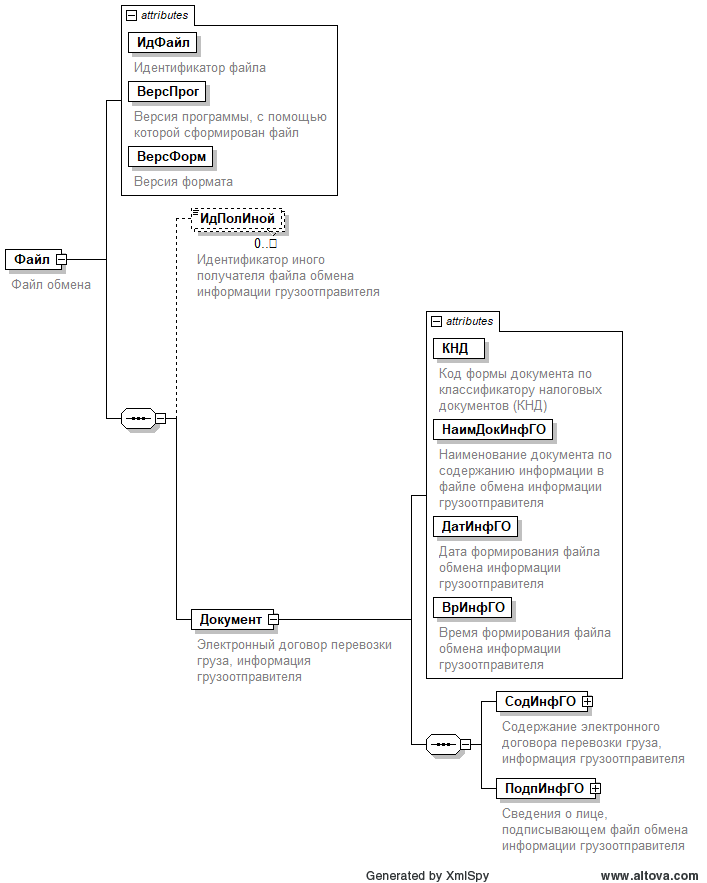 attributes
ИдФайл
Идентификатор файла
ВерсПрог
Версия программы, с помощью
которой сформирован файл
ВерсФорм
Версия формата
Файл
Файл обмена
ИдПолИной
0..
Идентификатор иного
получателя файла обмена
информации грузоотправителя
attributes
КНД
Код формы документа по
классификатору налоговых
документов (КНД)
НаимДокИнфГО
Наименование документа по
содержанию информации в
файле обмена информации
грузоотправителя
ДатИнфГО
Дата формирования файла
обмена информации
грузоотправителя
ВрИнфГО
Время формирования файла
обмена информации
грузоотправителя
Документ
Электронный договор перевозки
груза, информация
грузоотправителя
СодИнфГО
Содержание электронного
договора перевозки груза,
информация грузоотправителя
ПодпИнфГО
Сведения о лице,
подписывающем файл обмена
информации грузоотправителя
Generated by XmlSpy
www.altova.com